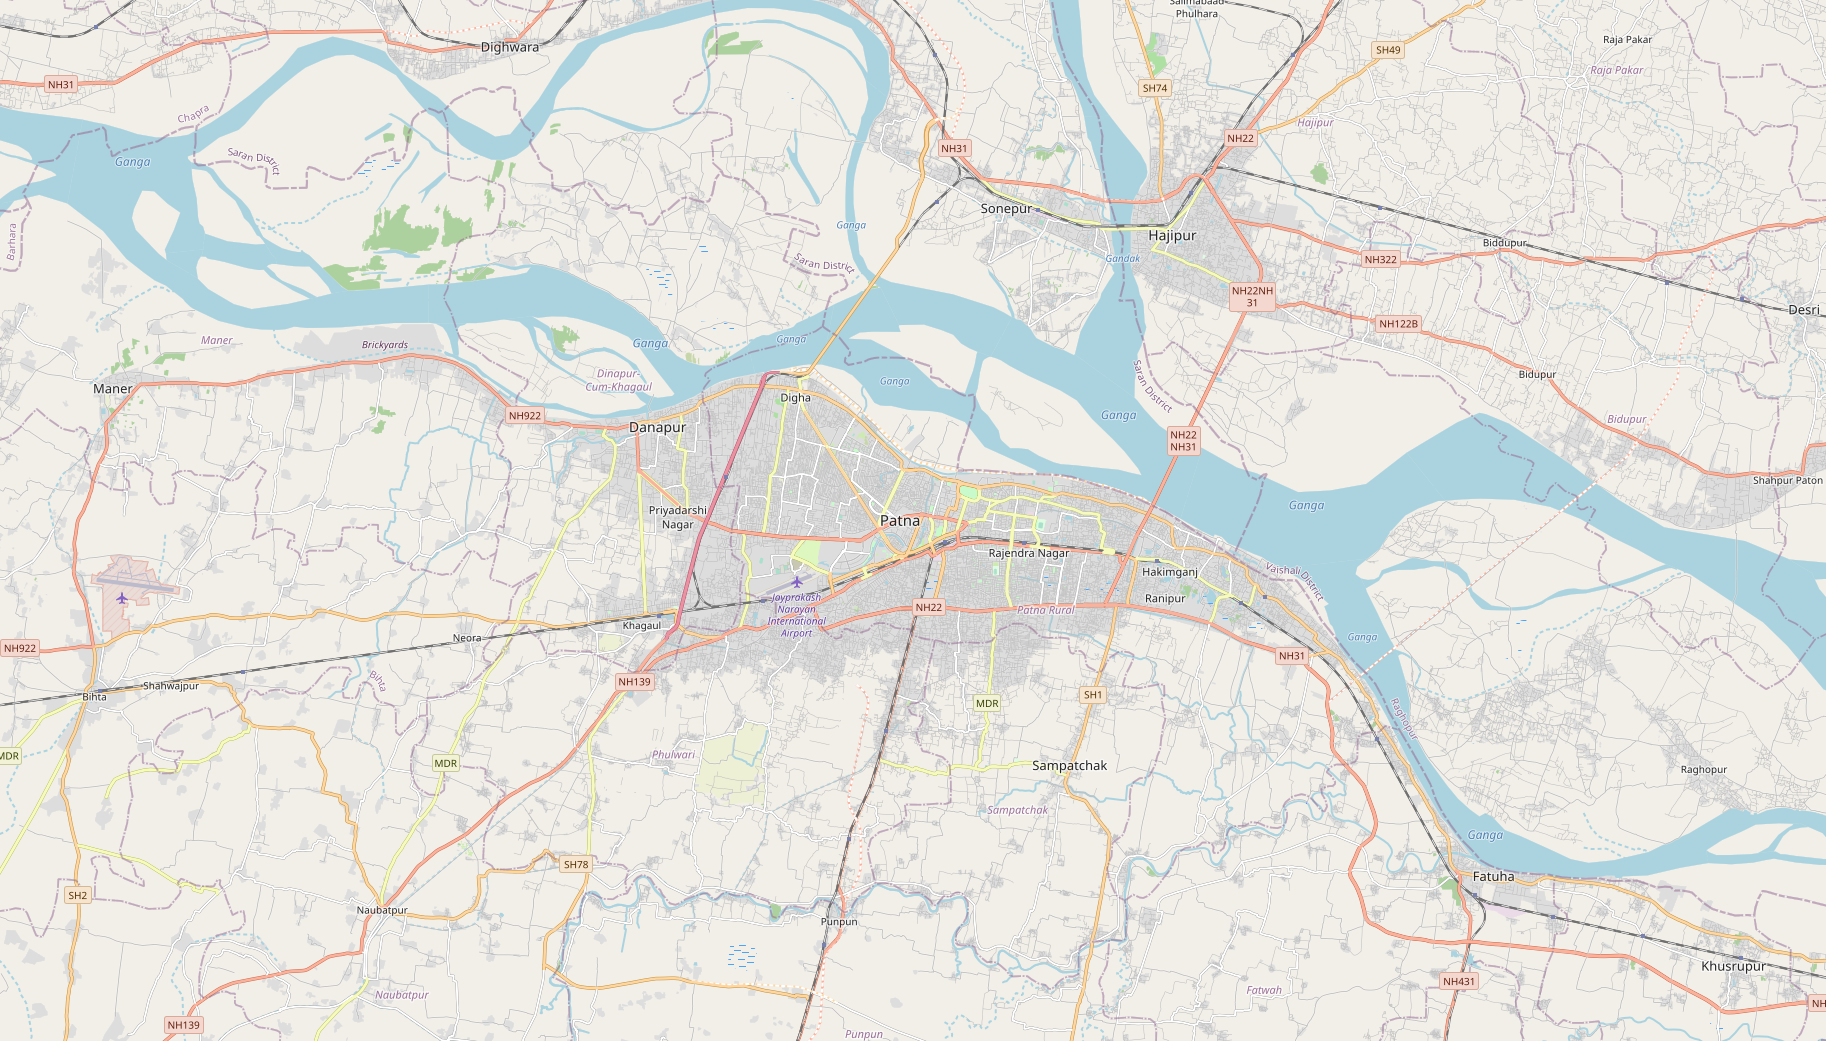 Salimabaad
Phulhara
Dighwara
Raja Pakar
SH49
Raja Pakar
NH31
SH74
Chapra
Hajipur
NH22
NH31
Ganga
Saran District
Sonepur
Ganga
Hajipur
Barhara
Biddupur
Saran District
Gandak
NH322
NH22NH
31
Desri
NH122B
Maner
Brickyards
Ganga
Ganga
Dinapur-
Cum-Khagaul
Ganga
Saran District
Bidupur
Maner
Digha
NH922
Ganga
Bidupur
Danapur
NH22
NH31
Shahpur Paton
Priyadarshi
Nagar
Patna
Ganga
Rajendra Nagar
Hakimganj
Vaishali District
Jayprakash
Narayan
International
Airport
Ranipur
NH22
Patna Rural
Khagaul
Neora
Ganga
NH922
NH31
Bihta
Shahwajpur
NH139
SH1
Bihta
MDR
Raghopur
MDR
Phulwari
MDR
Sampatchak
Raghopur
Sampatchak
Ganga
SH78
Fatuha
SH2
Naubatpur
Punpun
Khusrupur
NH431
Naubatpur
Fatwah
NH
NH139
Punpun